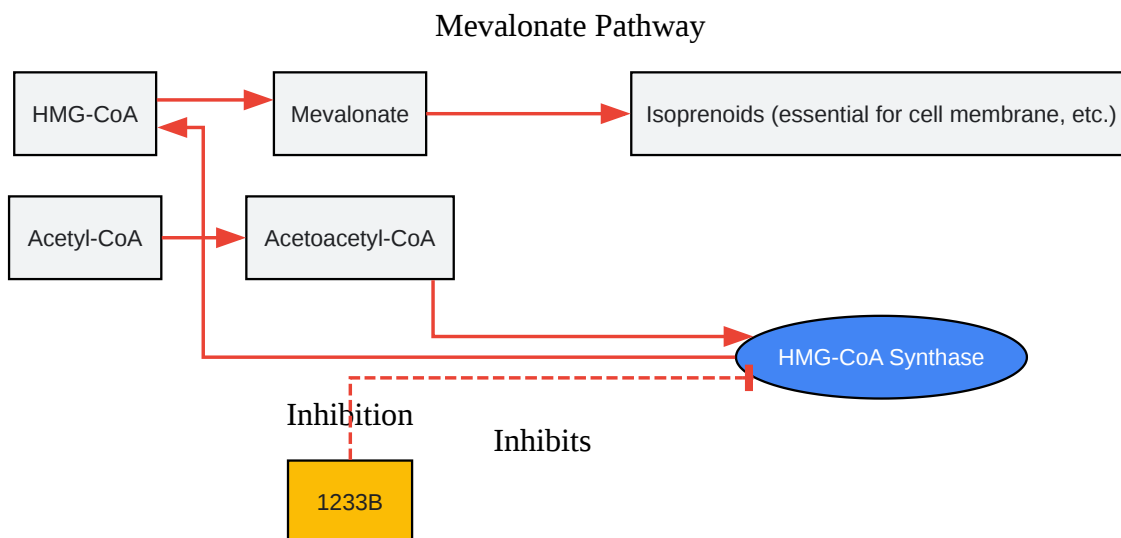 Mevalonate Pathway
HMG-CoA
Mevalonate
Isoprenoids (essential for cell membrane, etc.)
Acetyl-CoA
Acetoacetyl-CoA
HMG-CoA Synthase
Inhibition
Inhibits
1233B